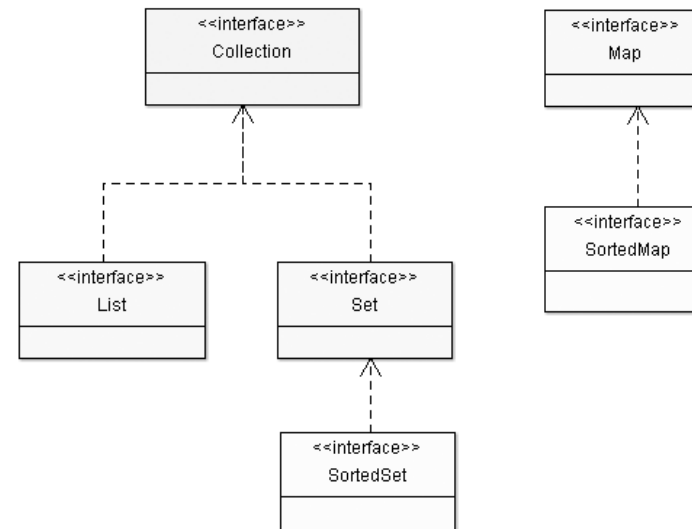 <<interface>>
Collection
<<interface>>
Map
<<interface>>
List
<<interface>>
Set
<<interface>>
SortedMap
<<interface>>
SortedSet